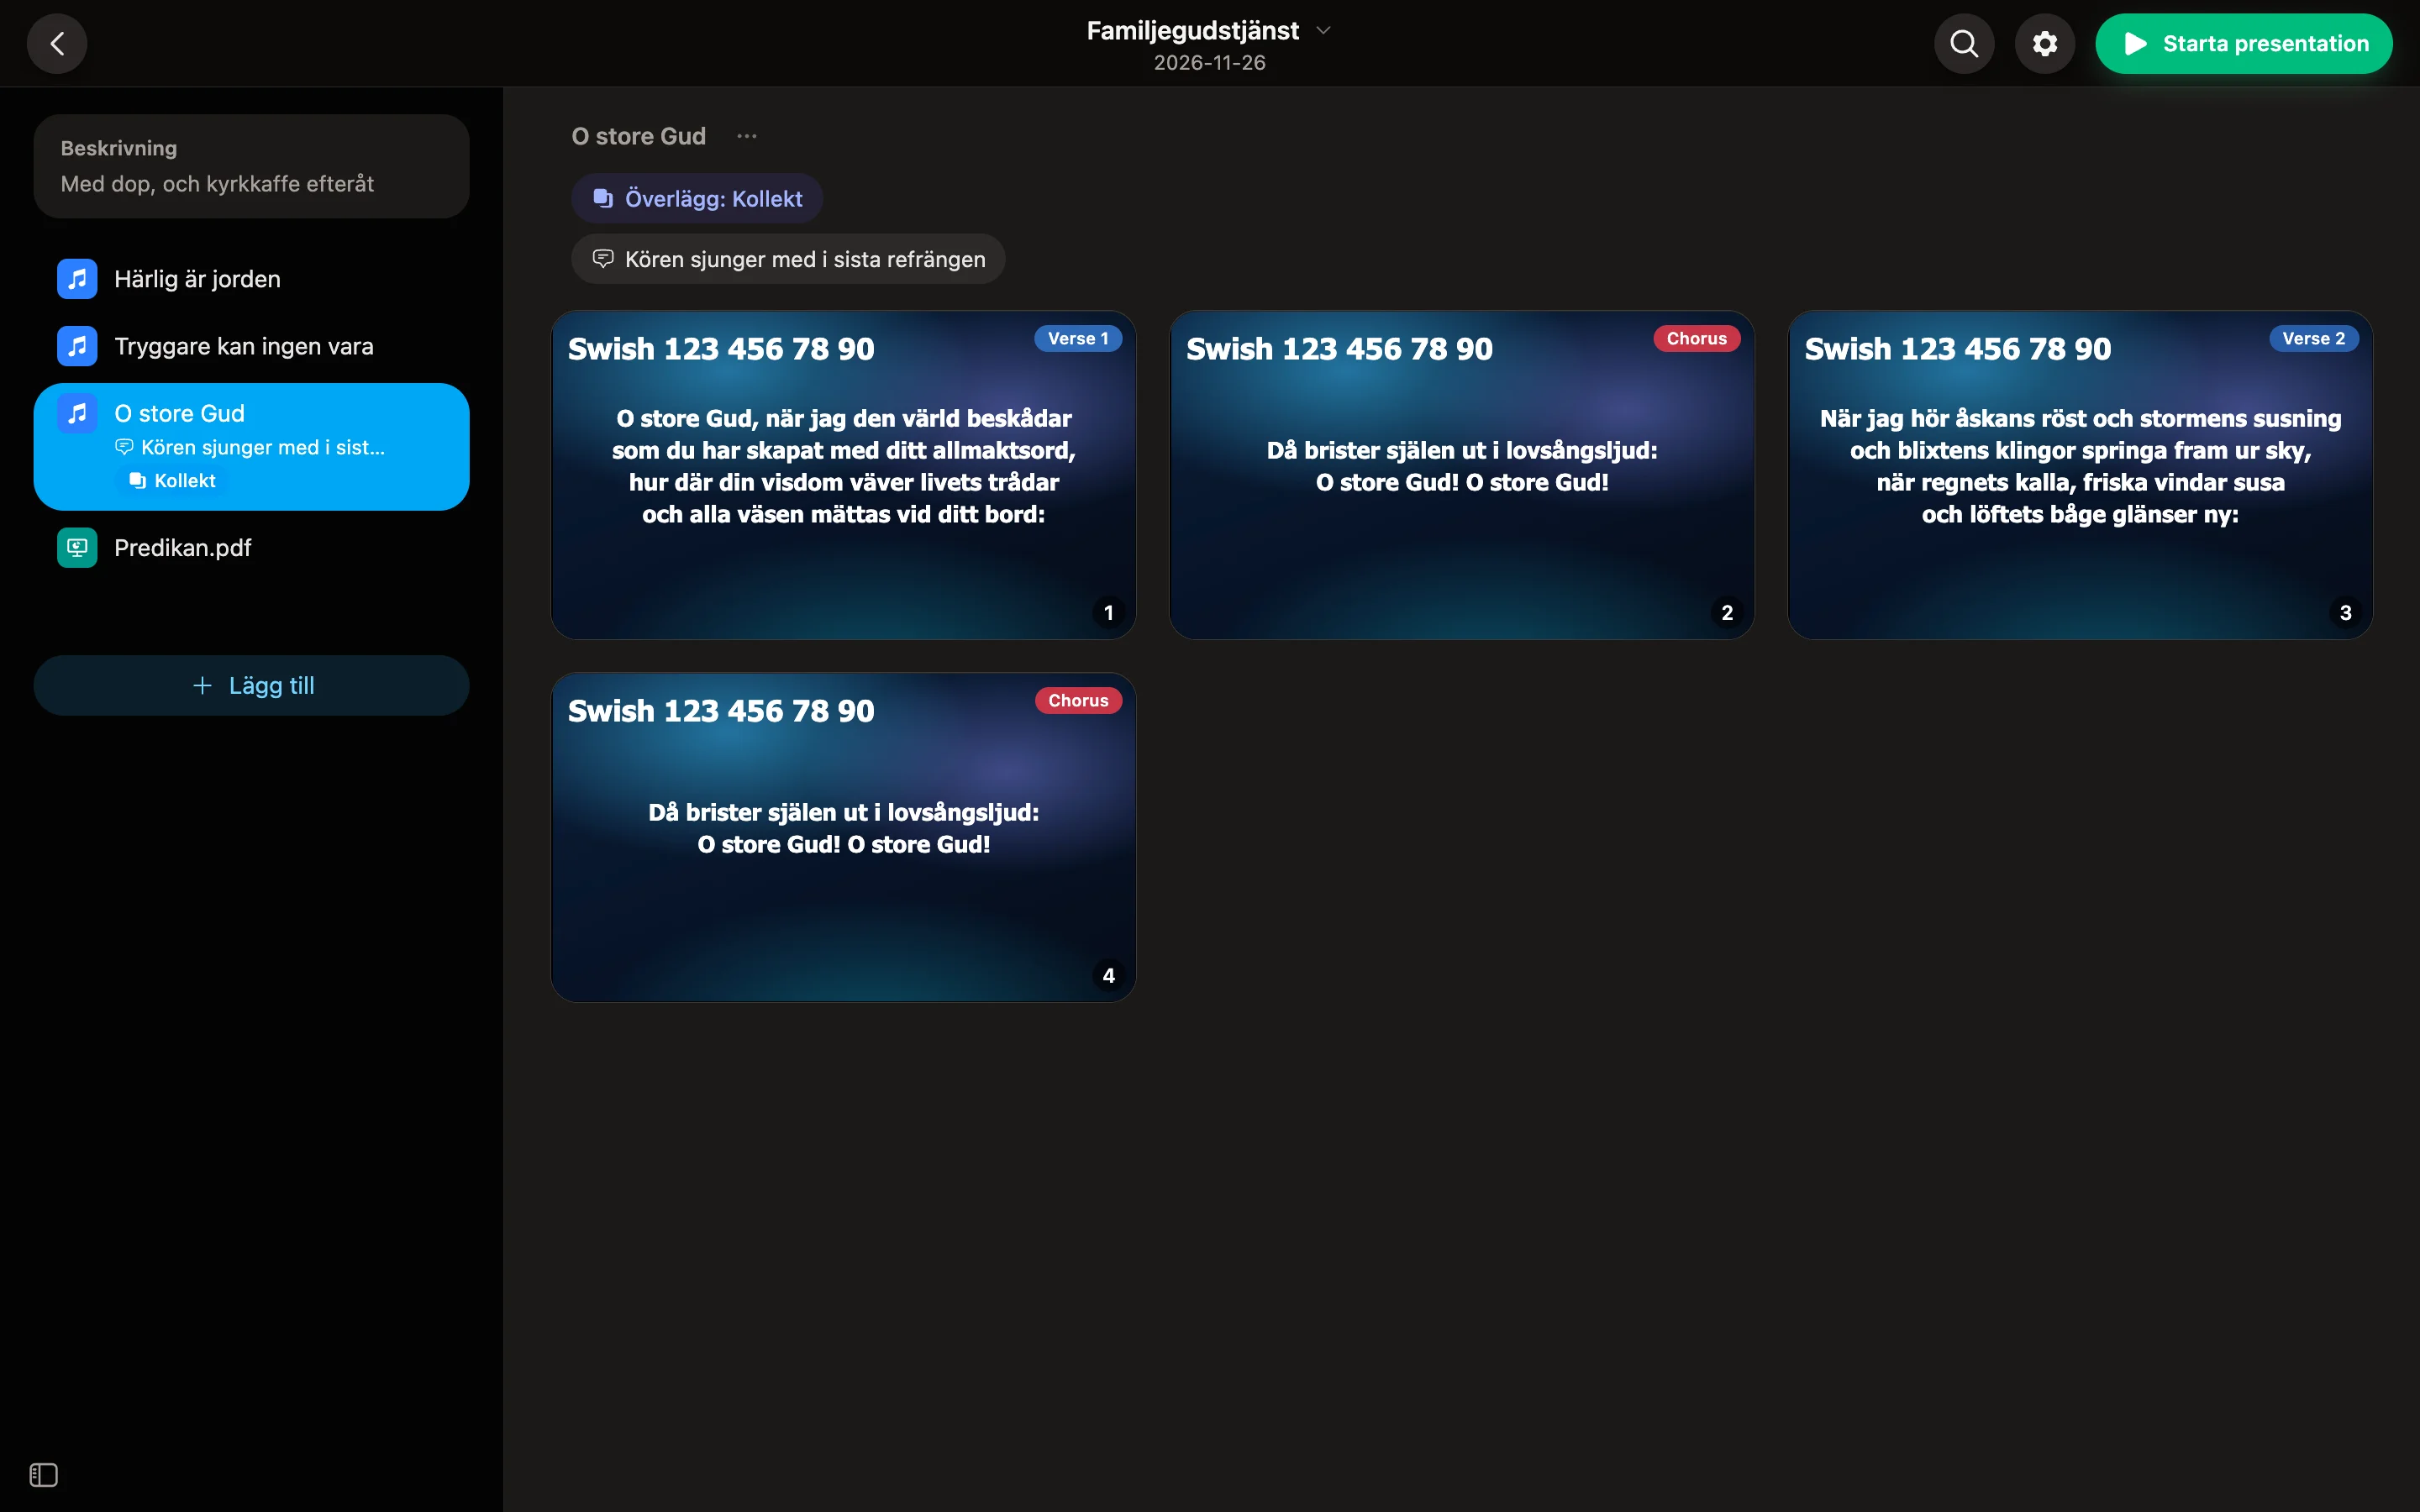 Familjegudstjänst
2026-11-26
Starta presentation
Beskrivning
Med dop, och kyrkkaffe efteråt
Härlig är jorden
Tryggare kan ingen vara
O store Gud
Kören sjunger med i sist...
Kollekt
Predikan.pdf
Lägg till
O store Gud
Överlägg: Kollekt
Kören sjunger med i sista refrängen
Swish 123 456 78 90
Verse 1
O store Gud, när jag den värld beskådar
som du har skapat med ditt allmaktsord,
hur där din visdom väver livets trådar
och alla väsen mättas vid ditt bord:
1
Swish 123 456 78 90
Chorus
Då brister själen ut i lovsångsljud:
O store Gud! O store Gud!
2
Swish 123 456 78 90
Verse 2
När jag hör åskans röst och stormens susning
och blixtens klingor springa fram ur sky,
när regnets kalla, friska vindar susa
och löftets båge glänser ny:
3
Swish 123 456 78 90
Chorus
Då brister själen ut i lovsångsljud:
O store Gud! O store Gud!
4